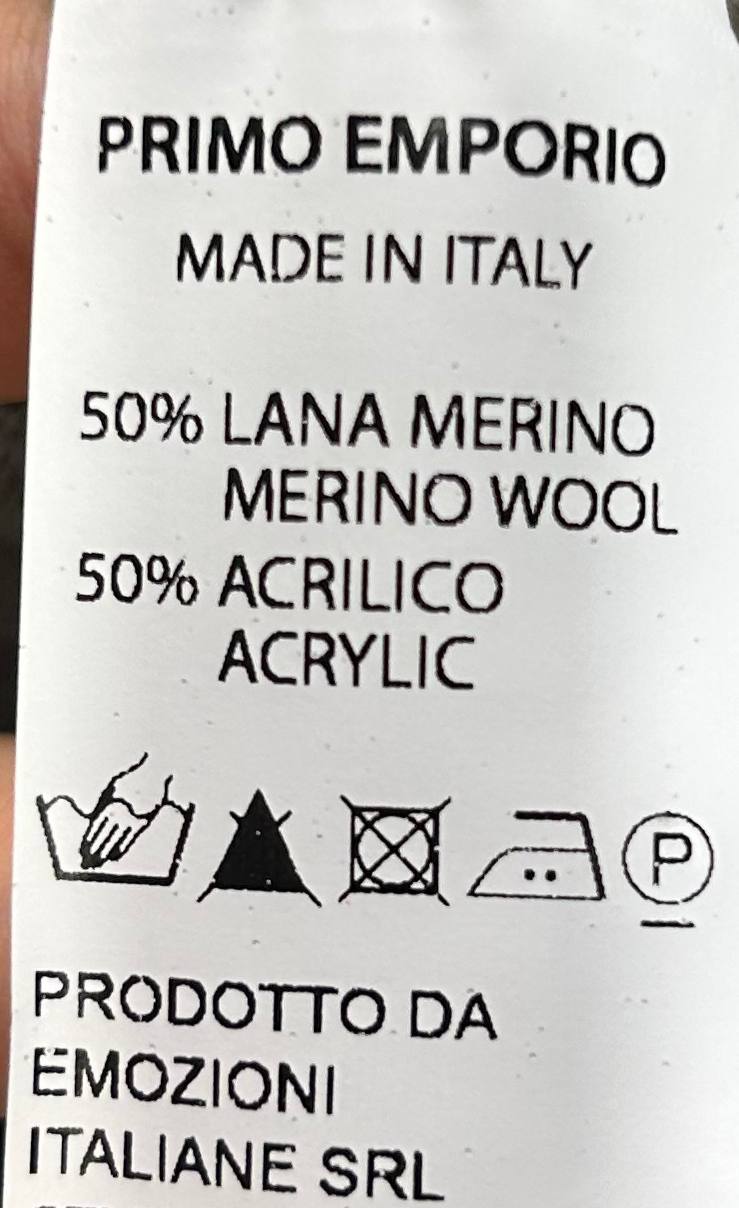 PRIMO EMPORIO
MADE IN ITALY
50% LANA MERINO
MERINO WOOL
50% ACRILICO
ACRYLIC
P
PRODOTTO DA
EMOZIONI
ITALIANE SRL